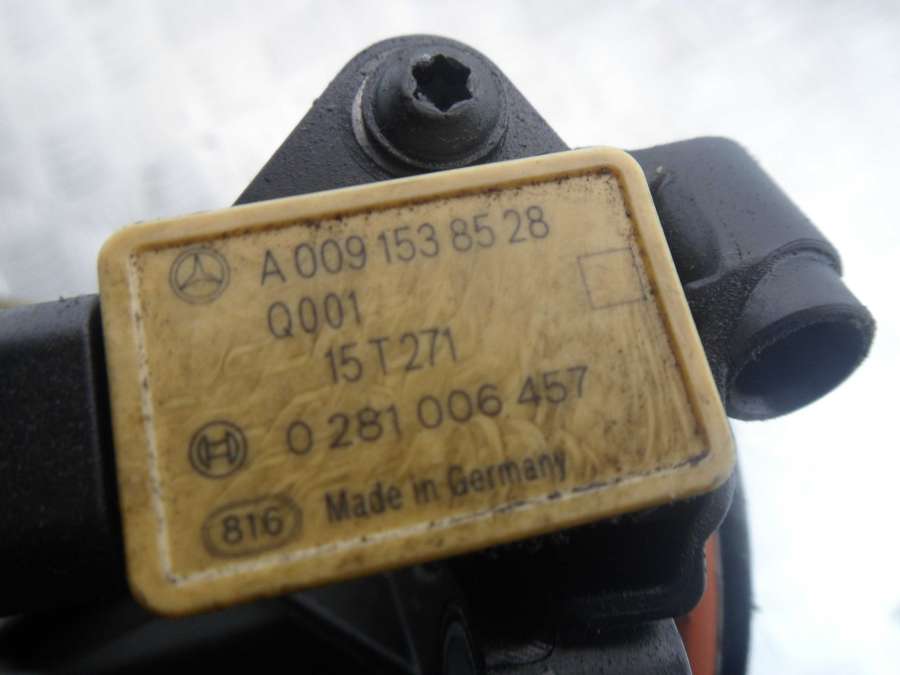 A 009 153 85 28
Q001
15T271
0 281 006 457
816 Made in Germany